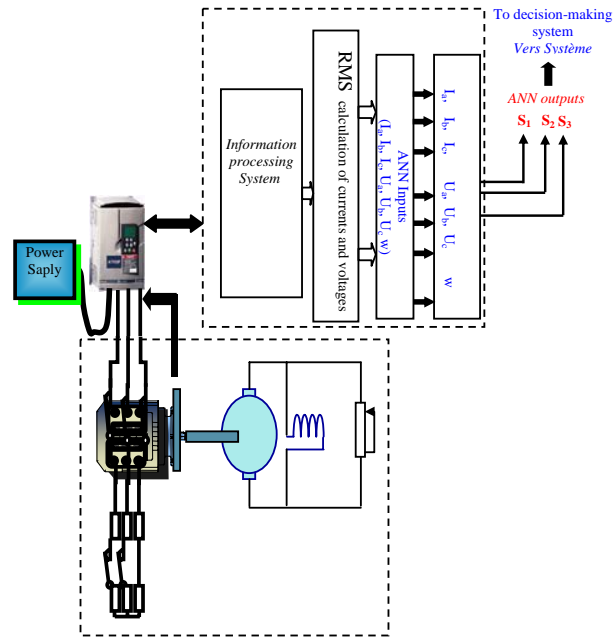 To decision-making
system
Vers Système
ANN outputs
S1 S2 S3
Information
processing
System
RMS
calculation of currents and voltages
ANN Inputs
(Ia, Ib, Ic, Ua, Ub, Uc w)
Ia, Ib, Ic, Ua, Ub, Uc w
Power
Saply